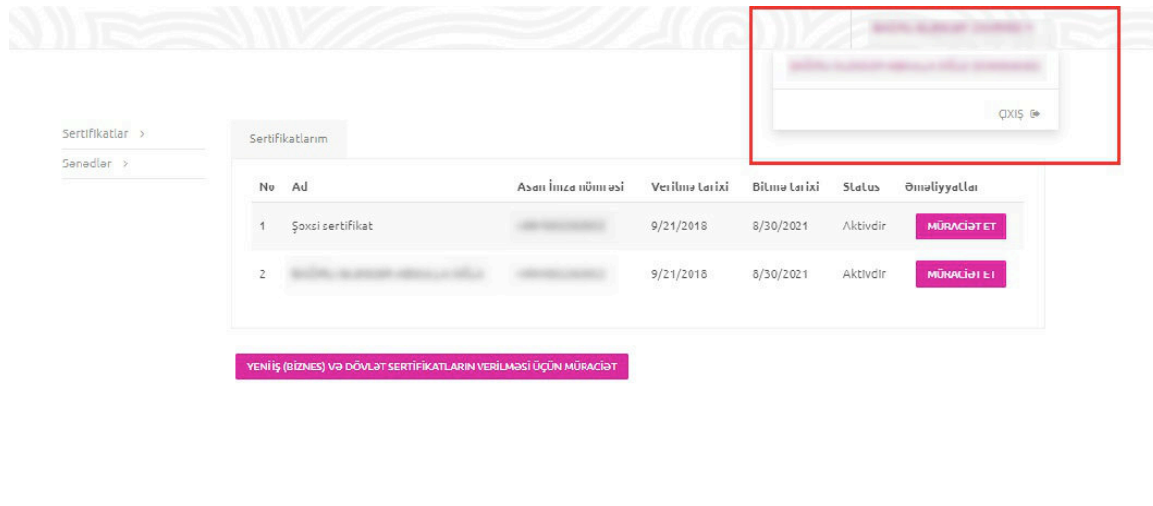 ÇIXIŞ
Sertifikatlar >
Sənədlər >
Sertifikatlarım
No Ad Asan İmza nömrəsi Verilmə tarixi Bitmə tarixi Status Əməliyyatlar
1 Şəxsi sertifikat 9/21/2018 8/30/2021 Aktivdir MÜRACİƏT ET
2 9/21/2018 8/30/2021 Aktivdir MÜRACİƏT ET
YENİ İŞ (BİZNES) VƏ DÖVLƏT SERTİFİKATLARIN VERİLMƏSİ ÜÇÜN MÜRACİƏT